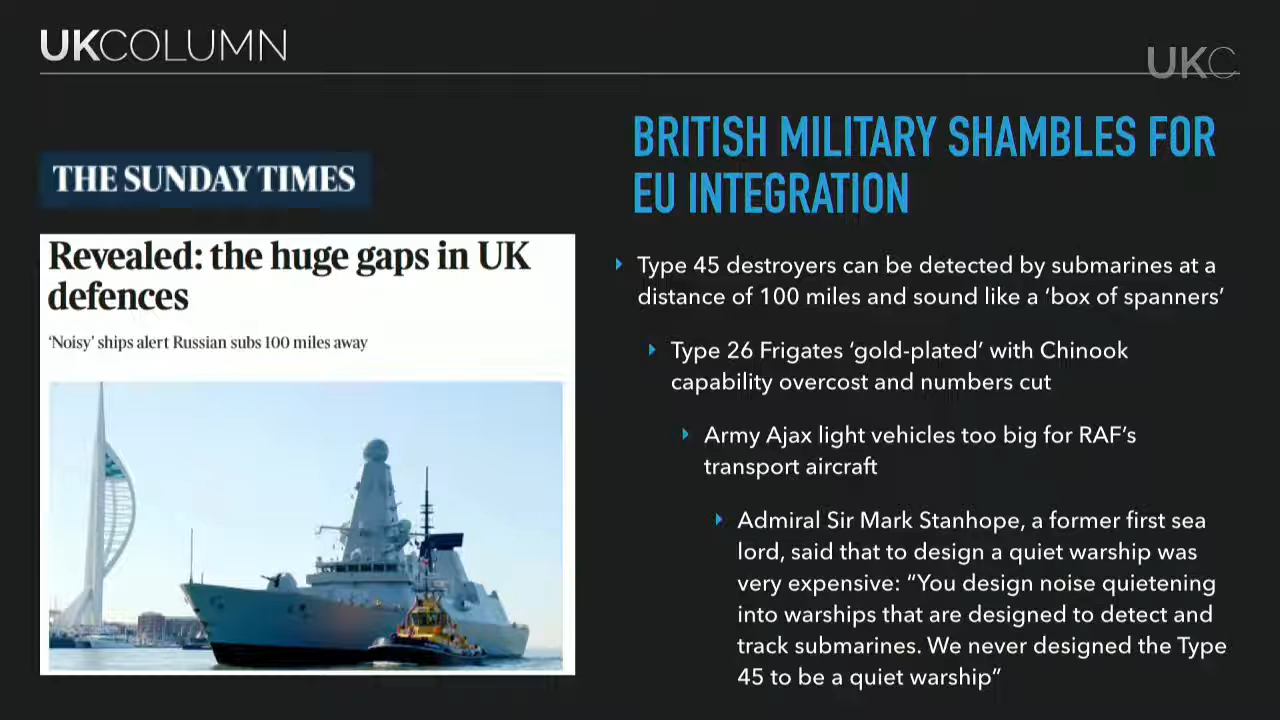 UKCOLUMN
UKC
THE SUNDAY TIMES
Revealed: the huge gaps in UK
defences
‘Noisy’ ships alert Russian subs 100 miles away
BRITISH MILITARY SHAMBLES FOR
EU INTEGRATION
Type 45 destroyers can be detected by submarines at a
distance of 100 miles and sound like a ‘box of spanners’
Type 26 Frigates ‘gold-plated’ with Chinook
capability overcost and numbers cut
Army Ajax light vehicles too big for RAF’s
transport aircraft
Admiral Sir Mark Stanhope, a former first sea
lord, said that to design a quiet warship was
very expensive: “You design noise quietening
into warships that are designed to detect and
track submarines. We never designed the Type
45 to be a quiet warship”